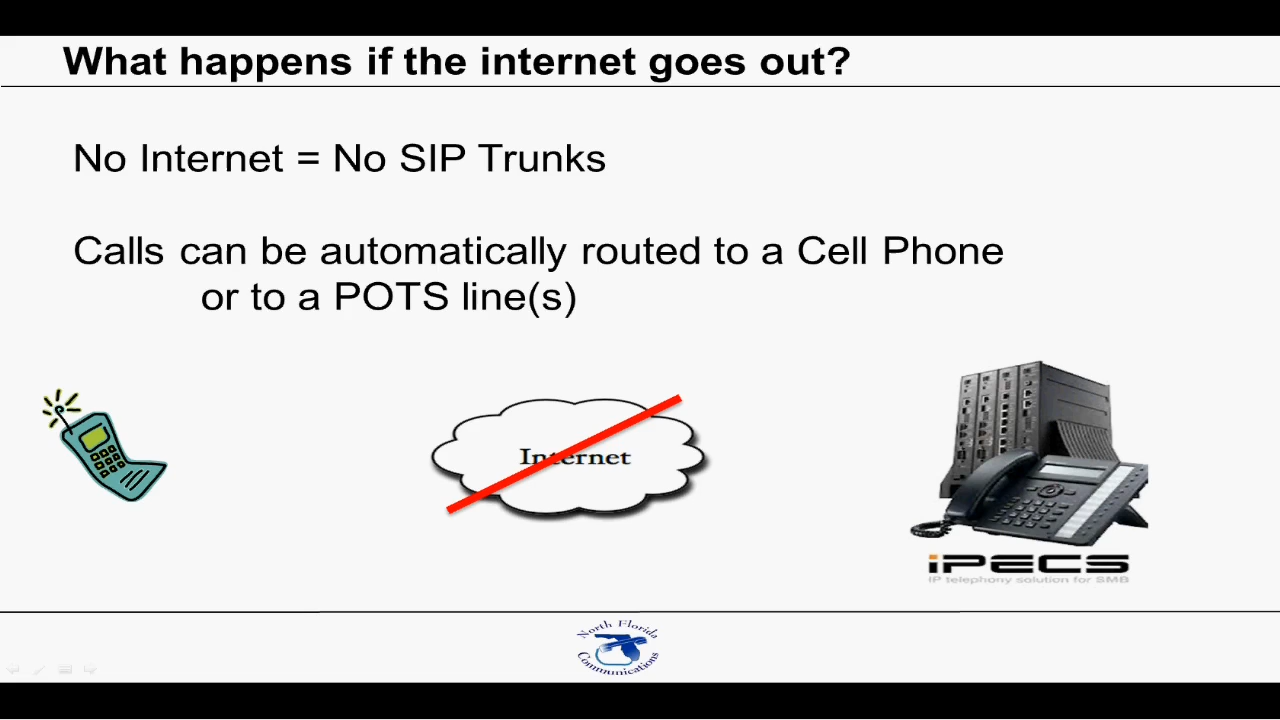 What happens if the internet goes out?
No Internet = No SIP Trunks
Calls can be automatically routed to a Cell Phone
or to a POTS line(s)
Internet
iPECS
IP telephony solution for SMB
North Florida
Communications